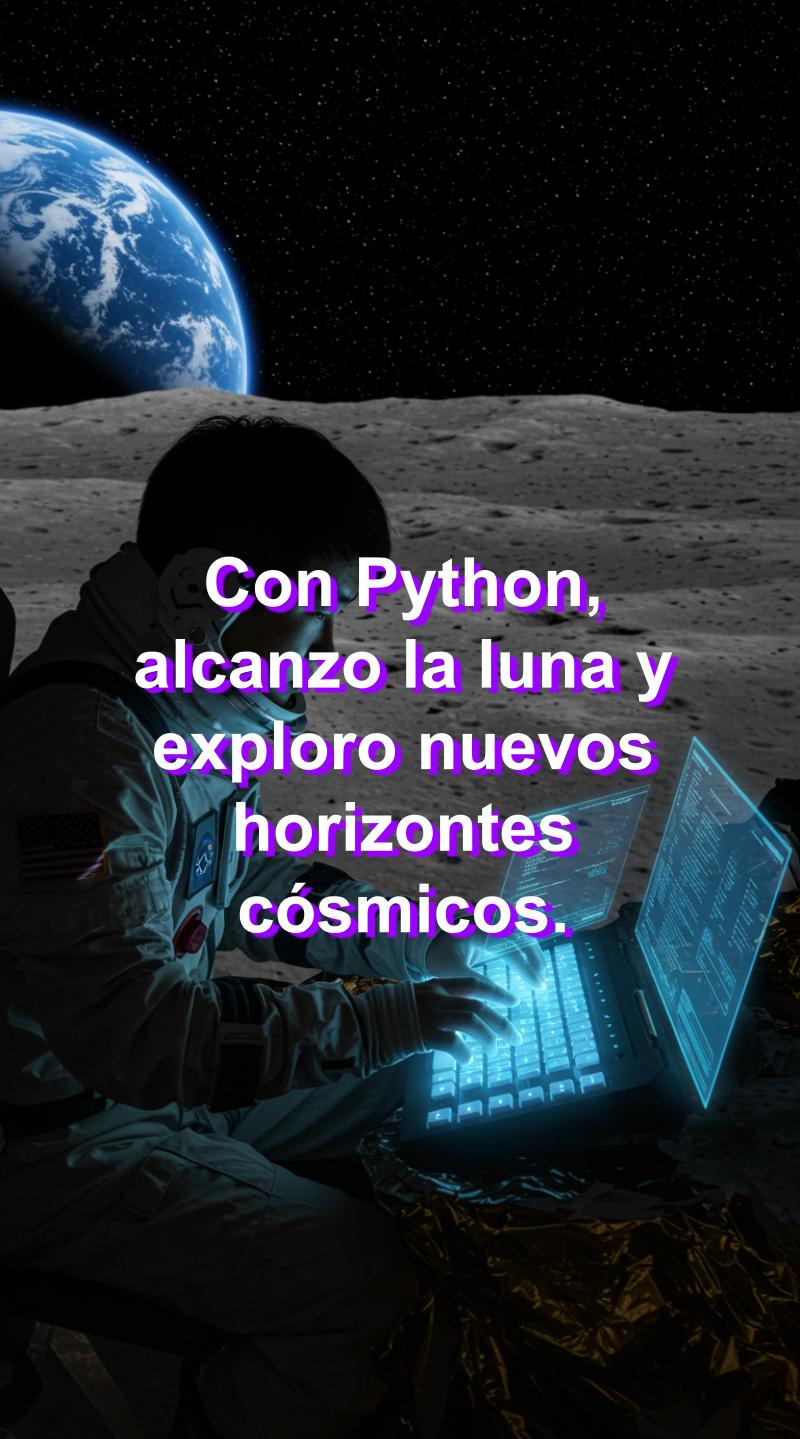 Con Python,
alcanzo la luna y
exploro nuevos
horizontes
cósmicos.